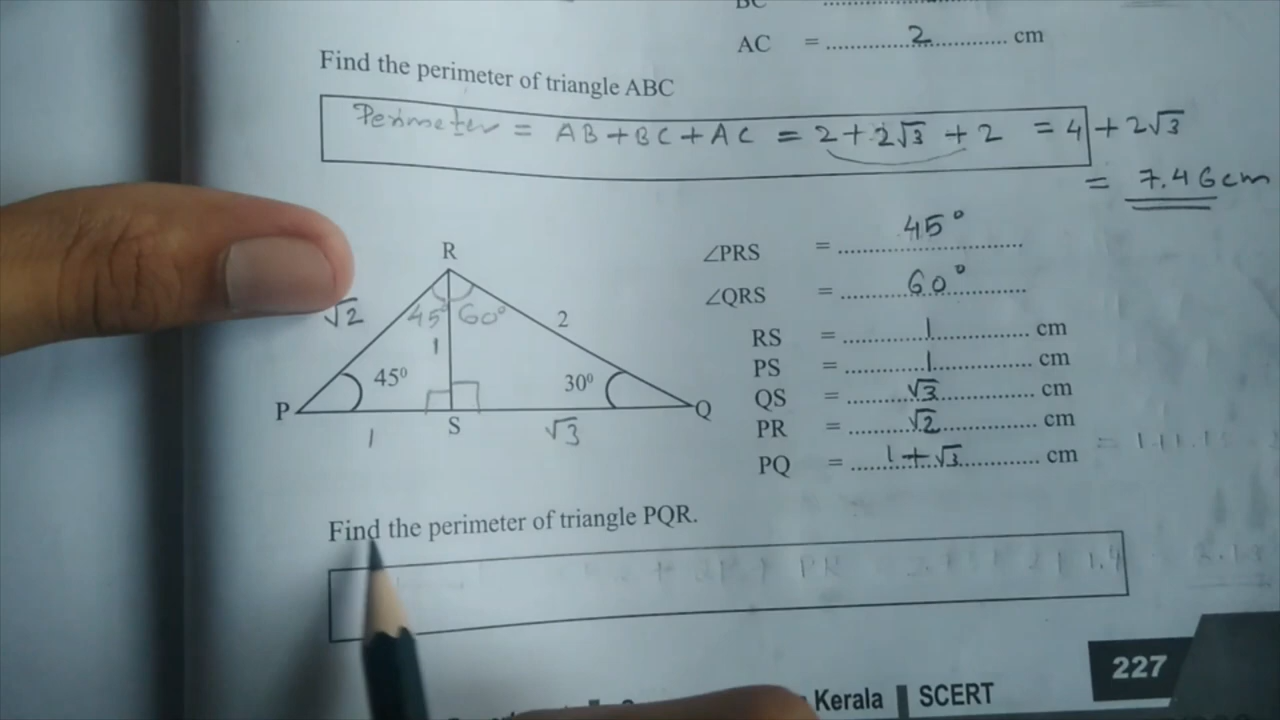 BC
AC = 2 cm
Find the perimeter of triangle ABC
Perimeter = AB + BC + AC = 2 + 2√3 + 2 = 4 + 2√3
= 7.46cm
R
√2
45° 60°
2
1
45⁰
30⁰
P
S
Q
1
√3
∠PRS = 45°
∠QRS = 60°
RS = 1 cm
PS = 1 cm
QS = √3 cm
PR = √2 cm
PQ = 1+√3 cm
Find the perimeter of triangle PQR.
227
Kerala | SCERT